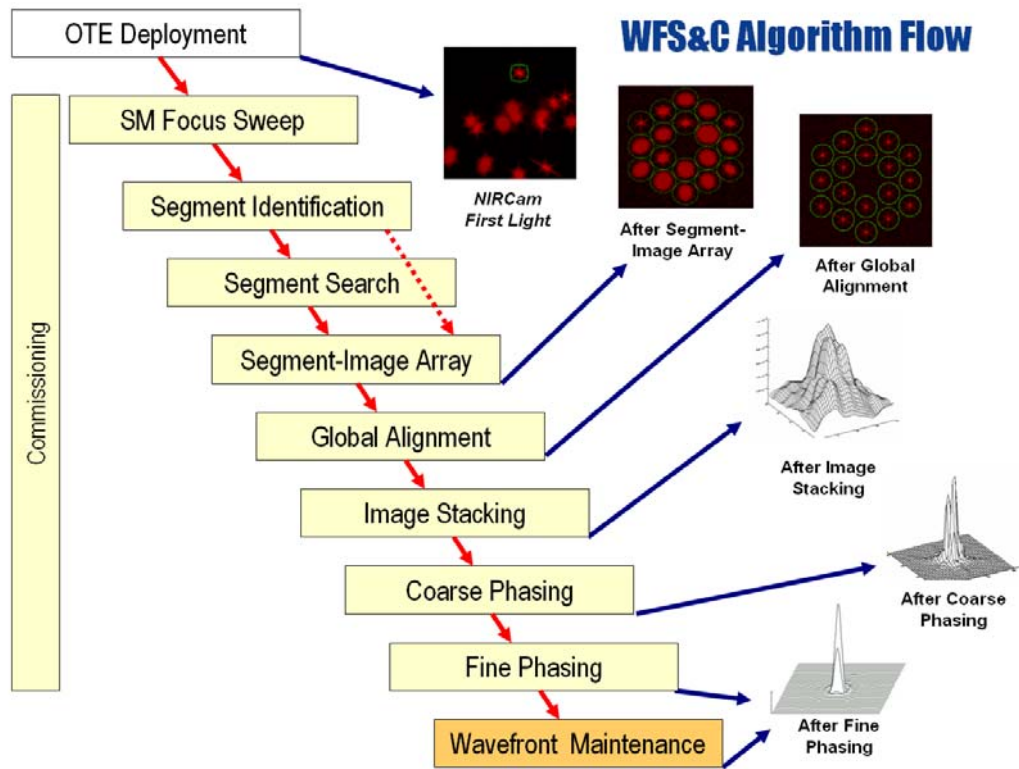 WFS&C Algorithm Flow
OTE Deployment
SM Focus Sweep
Segment Identification
Segment Search
Segment-Image Array
Global Alignment
Image Stacking
Coarse Phasing
Fine Phasing
Wavefront Maintenance
Commissioning
NIRCam
First Light
After Segment-
Image Array
After Global
Alignment
After Image
Stacking
After Coarse
Phasing
After Fine
Phasing